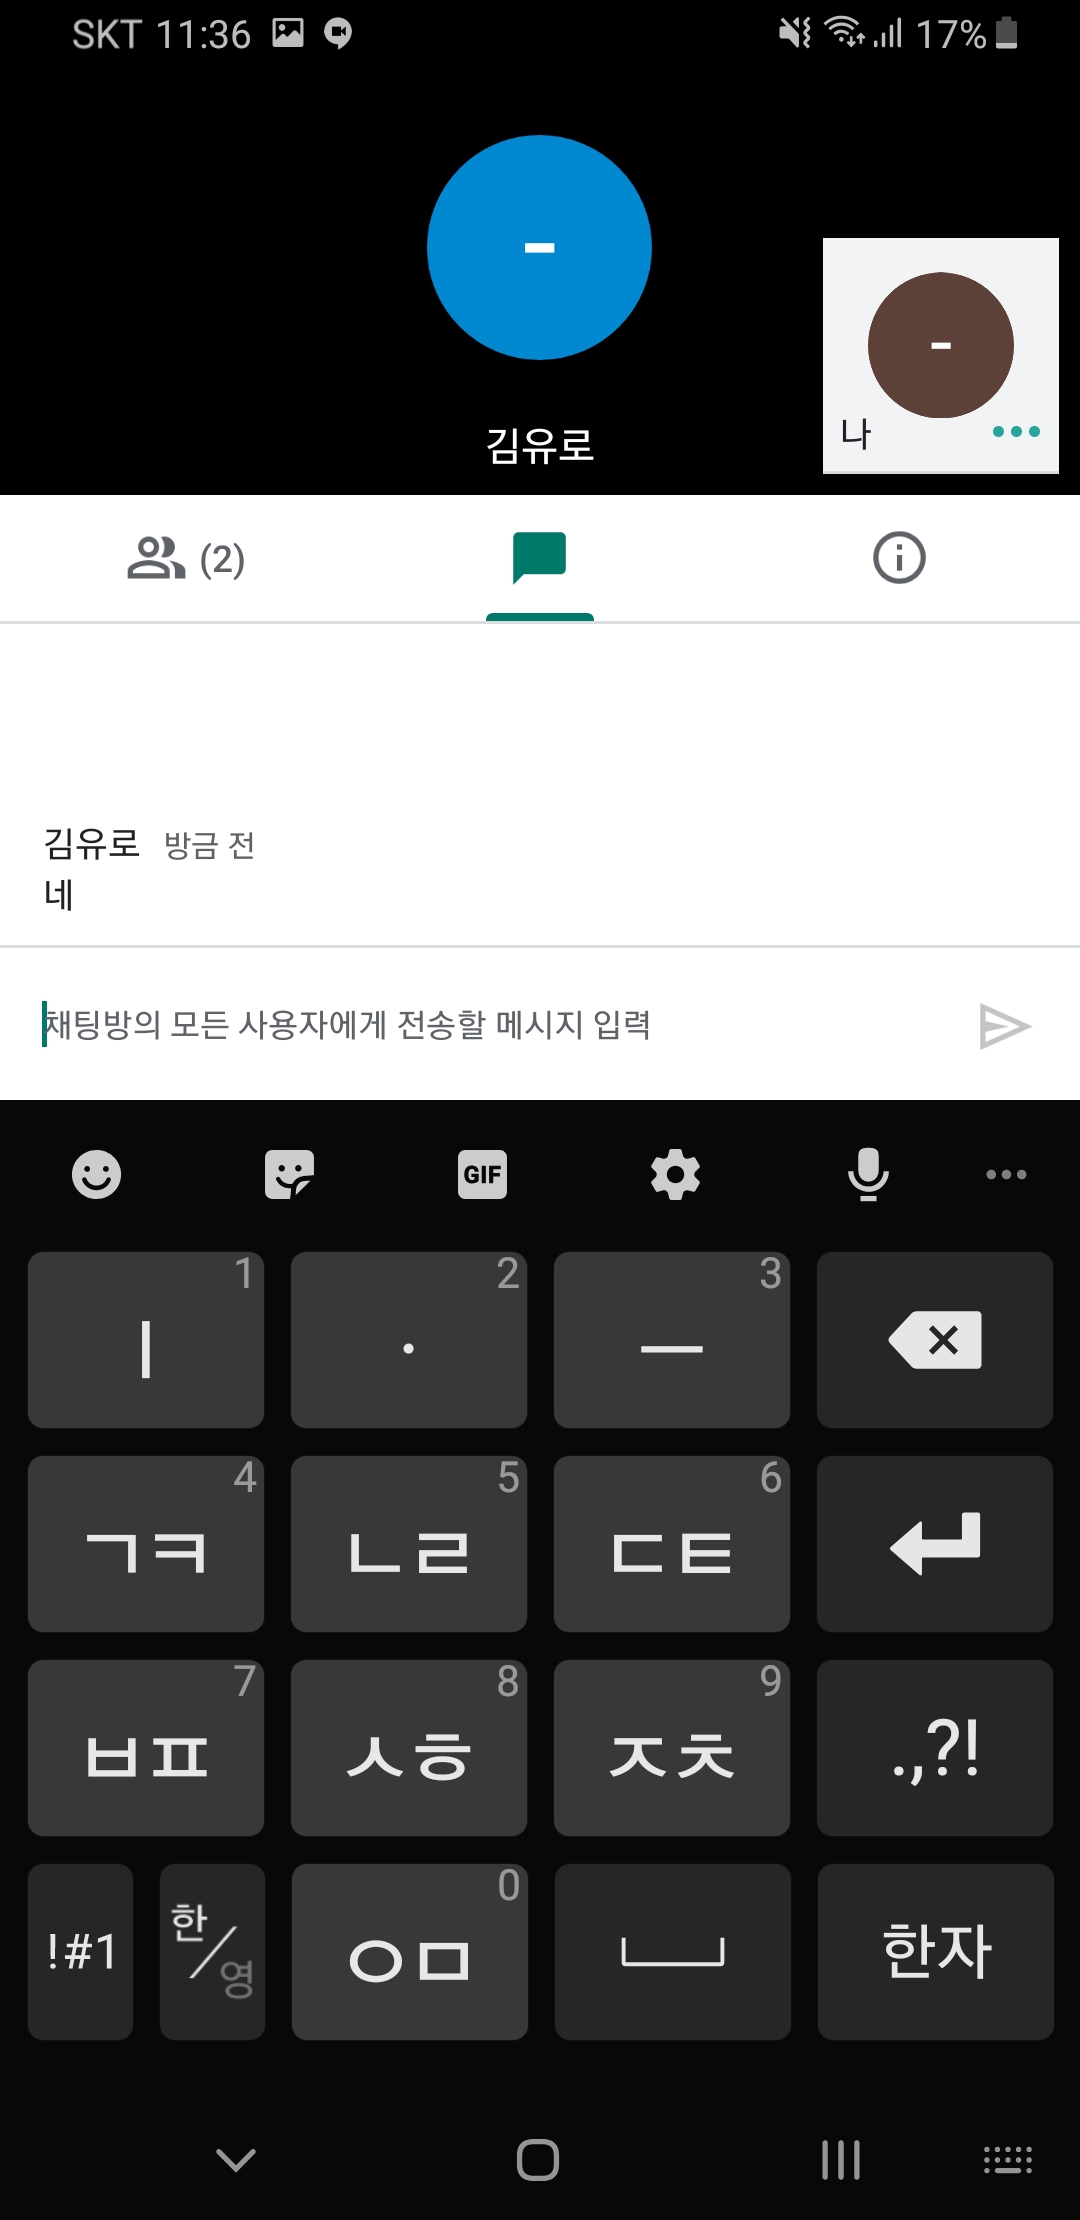 SKT 11:36 17%
-
-
나
김유로
(2)
김유로 방금 전
네
채팅방의 모든 사용자에게 전송할 메시지 입력
GIF
1 2 3
ㅣ · ㅡ
4 5 6
ㄱㅋ ㄴㄹ ㄷㅌ
7 8 9
ㅂㅍ ㅅㅎ ㅈㅊ .,?!
0
!#1 한/영 ㅇㅁ 한자